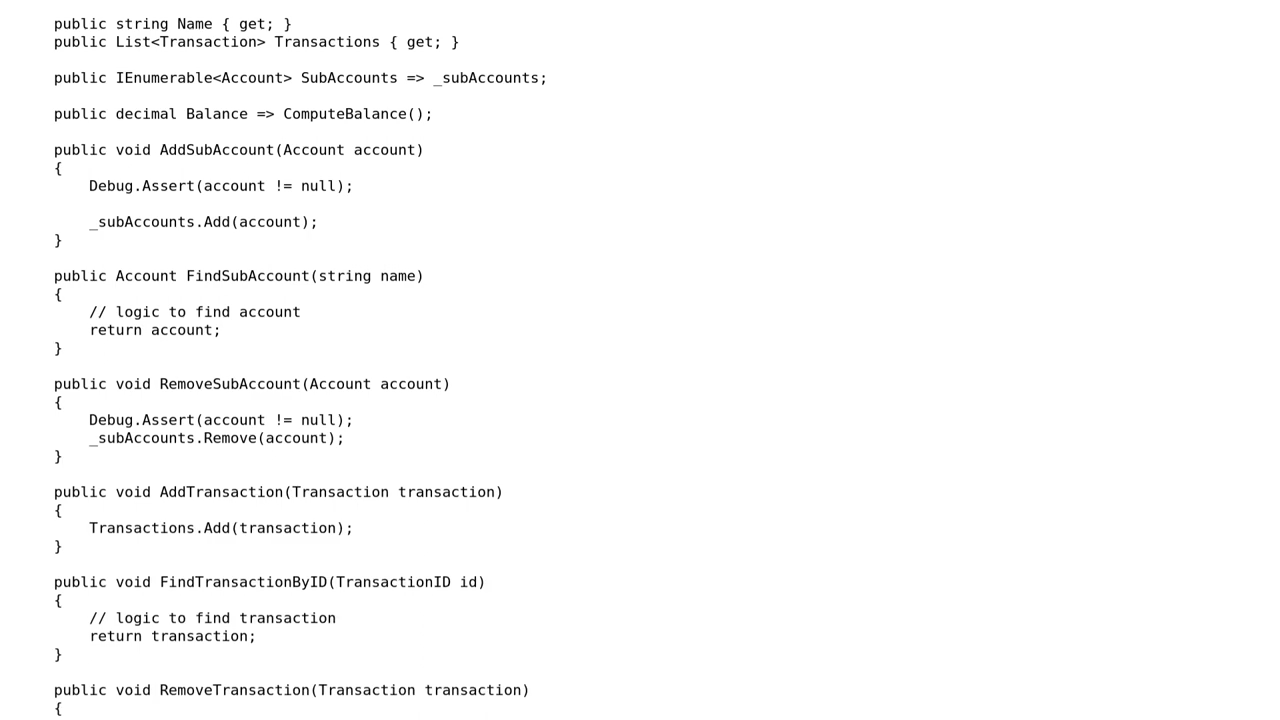 public string Name { get; }
public List<Transaction> Transactions { get; }
public IEnumerable<Account> SubAccounts => _subAccounts;
public decimal Balance => ComputeBalance();
public void AddSubAccount(Account account)
{
Debug.Assert(account != null);
_subAccounts.Add(account);
}
public Account FindSubAccount(string name)
{
// logic to find account
return account;
}
public void RemoveSubAccount(Account account)
{
Debug.Assert(account != null);
_subAccounts.Remove(account);
}
public void AddTransaction(Transaction transaction)
{
Transactions.Add(transaction);
}
public void FindTransactionByID(TransactionID id)
{
// logic to find transaction
return transaction;
}
public void RemoveTransaction(Transaction transaction)
{